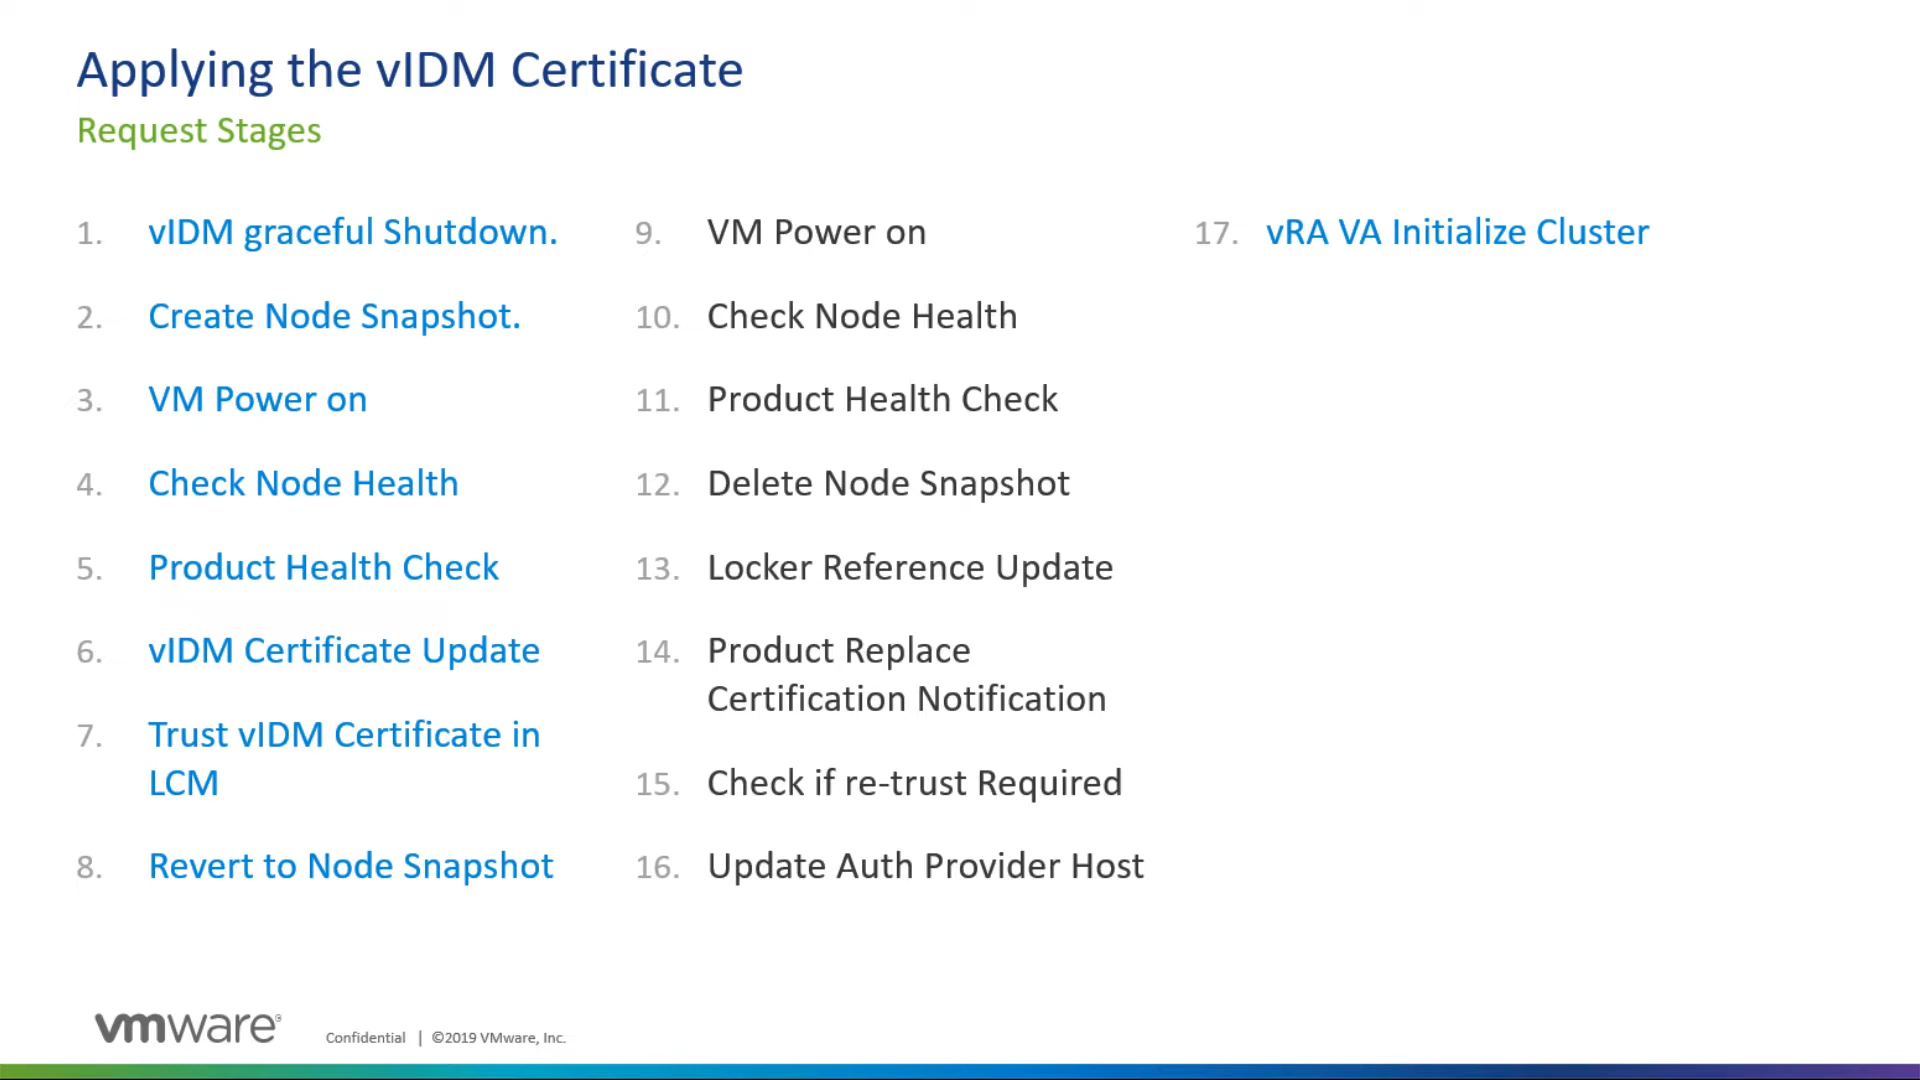 Applying the vIDM Certificate
Request Stages
1. vIDM graceful Shutdown.
2. Create Node Snapshot.
3. VM Power on
4. Check Node Health
5. Product Health Check
6. vIDM Certificate Update
7. Trust vIDM Certificate in
LCM
8. Revert to Node Snapshot
9. VM Power on
10. Check Node Health
11. Product Health Check
12. Delete Node Snapshot
13. Locker Reference Update
14. Product Replace
Certification Notification
15. Check if re-trust Required
16. Update Auth Provider Host
17. vRA VA Initialize Cluster
vmware®
Confidential | ©2019 VMware, Inc.